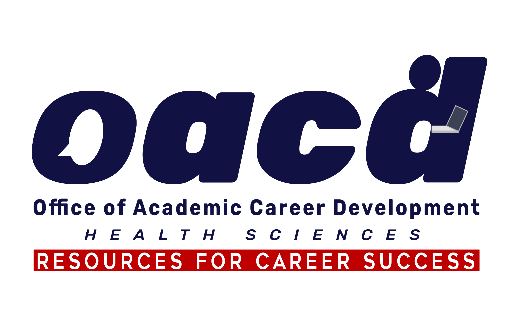 oacd
Office of Academic Career Development
HEALTH SCIENCES
RESOURCES FOR CAREER SUCCESS